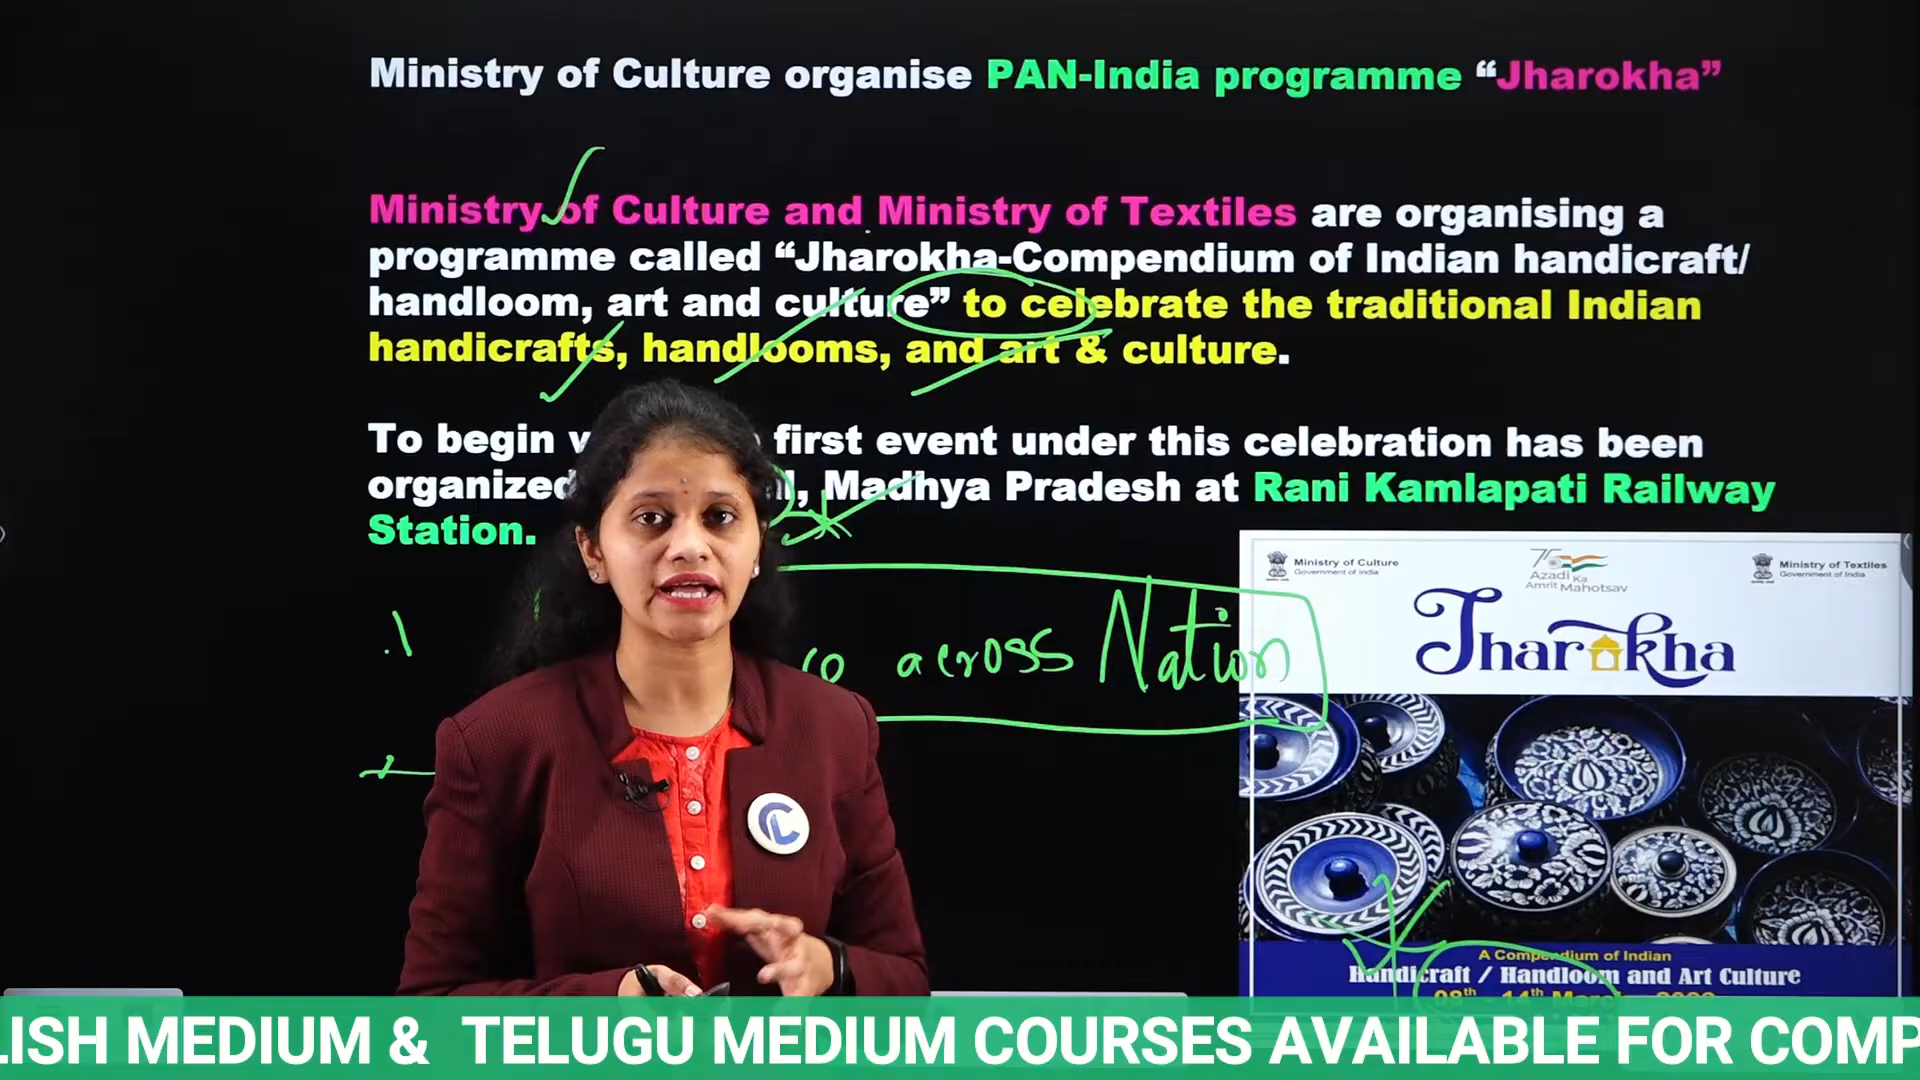 Ministry of Culture organise PAN-India programme “Jharokha”
Ministry of Culture and Ministry of Textiles are organising a
programme called “Jharokha-Compendium of Indian handicraft/
handloom, art and culture” to celebrate the traditional Indian
handicrafts, handlooms, and art & culture.
To begin first event under this celebration has been
organized Madhya Pradesh at Rani Kamlapati Railway
Station.
across Nation
Ministry of Culture
Government of India
75
Azadi Ka
Amrit Mahotsav
Ministry of Textiles
Government of India
Jharokha
A Compendium of Indian
Handicraft / Handloom and Art Culture
08th - 14th
LISH MEDIUM & TELUGU MEDIUM COURSES AVAILABLE FOR COMP